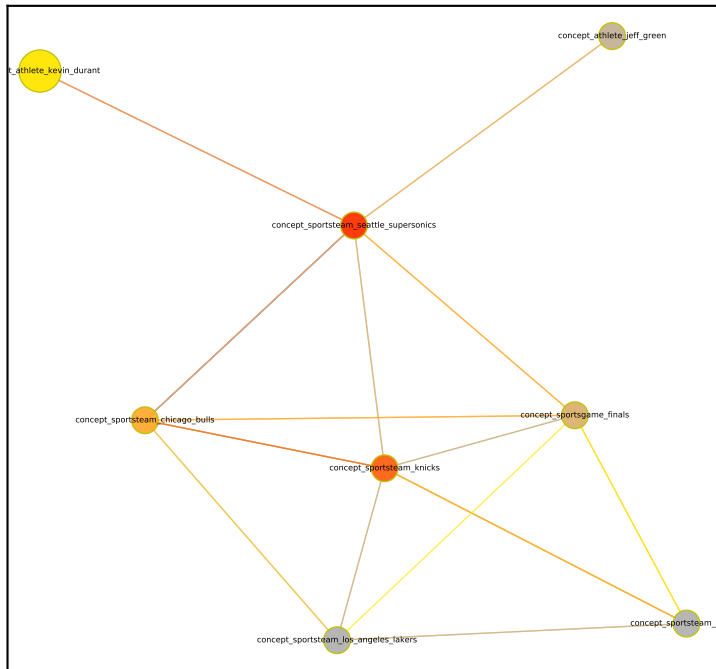 concept_athlete_jeff_green
t_athlete_kevin_durant
concept_sportsteam_seattle_supersonics
concept_sportsgame_finals
concept_sportsteam_chicago_bulls
concept_sportsteam_knicks
concept_sportsteam_
concept_sportsteam_los_angeles_lakers